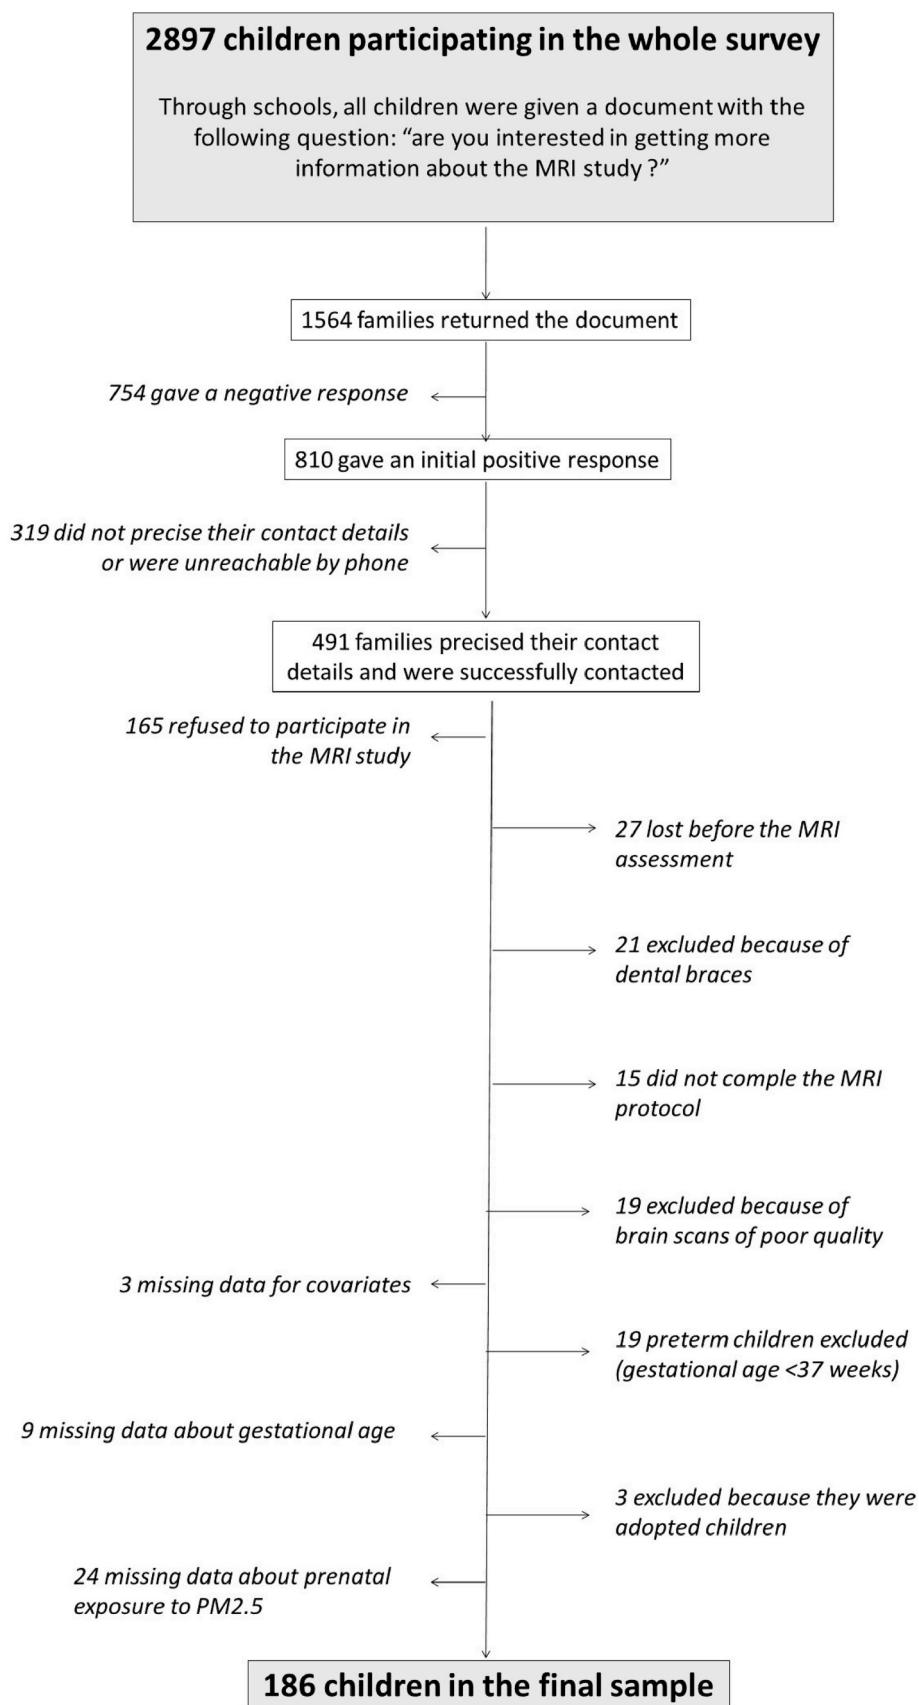 2897 children participating in the whole survey
Through schools, all children were given a document with the
following question: “are you interested in getting more
information about the MRI study ?”
1564 families returned the document
754 gave a negative response
810 gave an initial positive response
319 did not precise their contact details
or were unreachable by phone
491 families precised their contact
details and were successfully contacted
165 refused to participate in
the MRI study
27 lost before the MRI
assessment
21 excluded because of
dental braces
15 did not comple the MRI
protocol
19 excluded because of
brain scans of poor quality
3 missing data for covariates
19 preterm children excluded
(gestational age <37 weeks)
9 missing data about gestational age
3 excluded because they were
adopted children
24 missing data about prenatal
exposure to PM2.5
186 children in the final sample